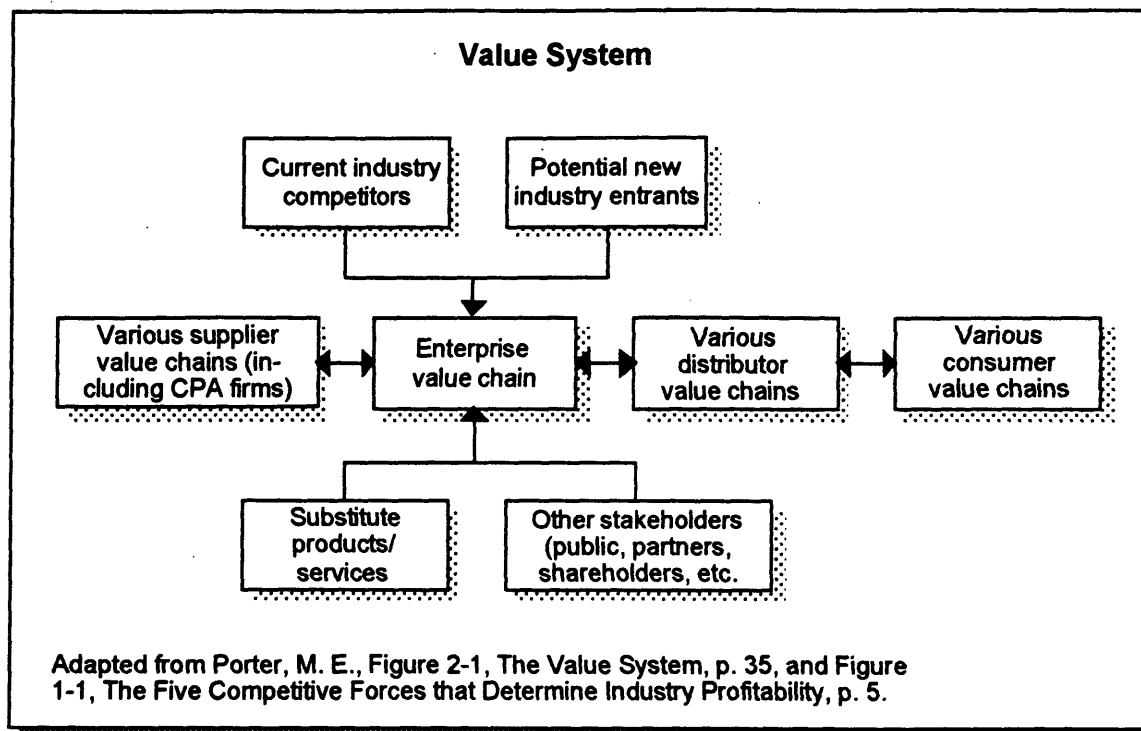 Value System
Current industry
competitors
Potential new
industry entrants
Various supplier
value chains (in-
cluding CPA firms)
Enterprise
value chain
Various
distributor
value chains
Various
consumer
value chains
Substitute
products/
services
Other stakeholders
(public, partners,
shareholders, etc.
Adapted from Porter, M. E., Figure 2-1, The Value System, p. 35, and Figure
1-1, The Five Competitive Forces that Determine Industry Profitability, p. 5.